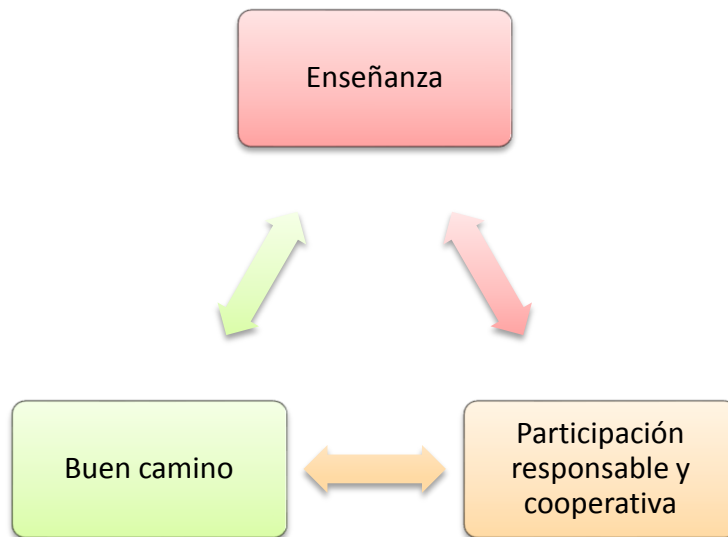 Enseñanza
Buen camino
Participación
responsable y
cooperativa